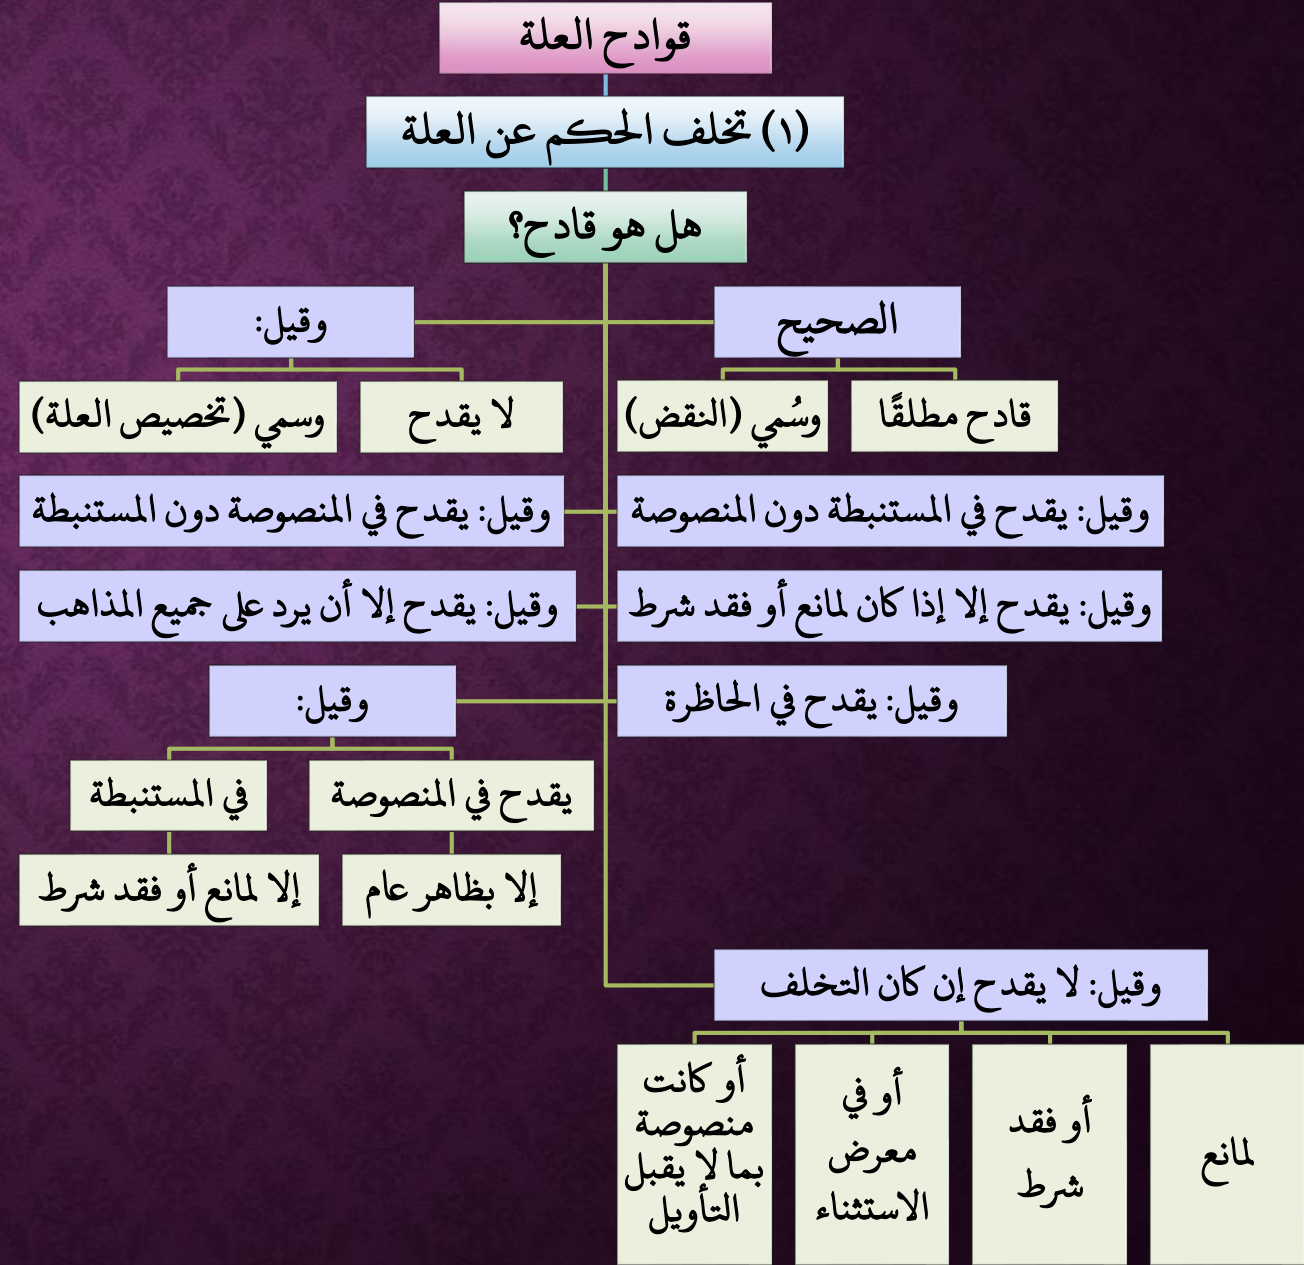 قوادح العلة
(١) تخلف الحكم عن العلة
هل هو قادح؟
الصحيح
قادح مطلقًا
وسُمي (النقض)
وقيل:
لا يقدح
وسمي (تخصيص العلة)
وقيل: يقدح في المستنبطة دون المنصوصة
وقيل: يقدح في المنصوصة دون المستنبطة
وقيل: يقدح إلا إذا كان لمانع أو فقد شرط
وقيل: يقدح إلا أن يرد على جميع المذاهب
وقيل: يقدح في الحاظرة
وقيل:
يقدح في المنصوصة
إلا بظاهر عام
في المستنبطة
إلا لمانع أو فقد شرط
وقيل: لا يقدح إن كان التخلف
لمانع
أو فقد
شرط
أو في
معرض
الاستثناء
أو كانت
منصوصة
بما لا يقبل
التأويل